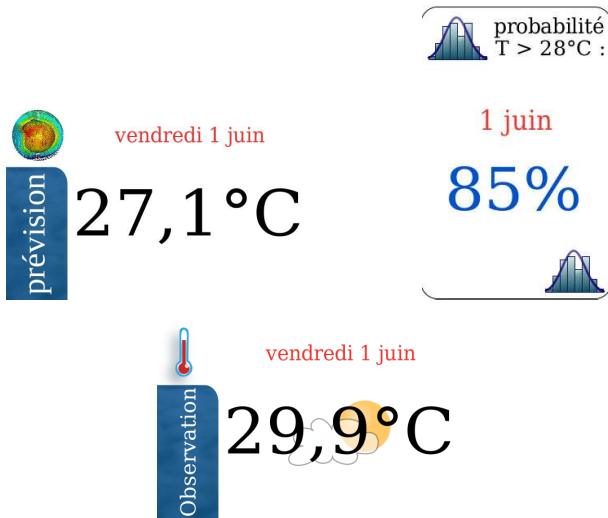 probabilité
T > 28°C :
vendredi 1 juin
1 juin
prévision
27,1°C
85%
vendredi 1 juin
Observation
29,9°C